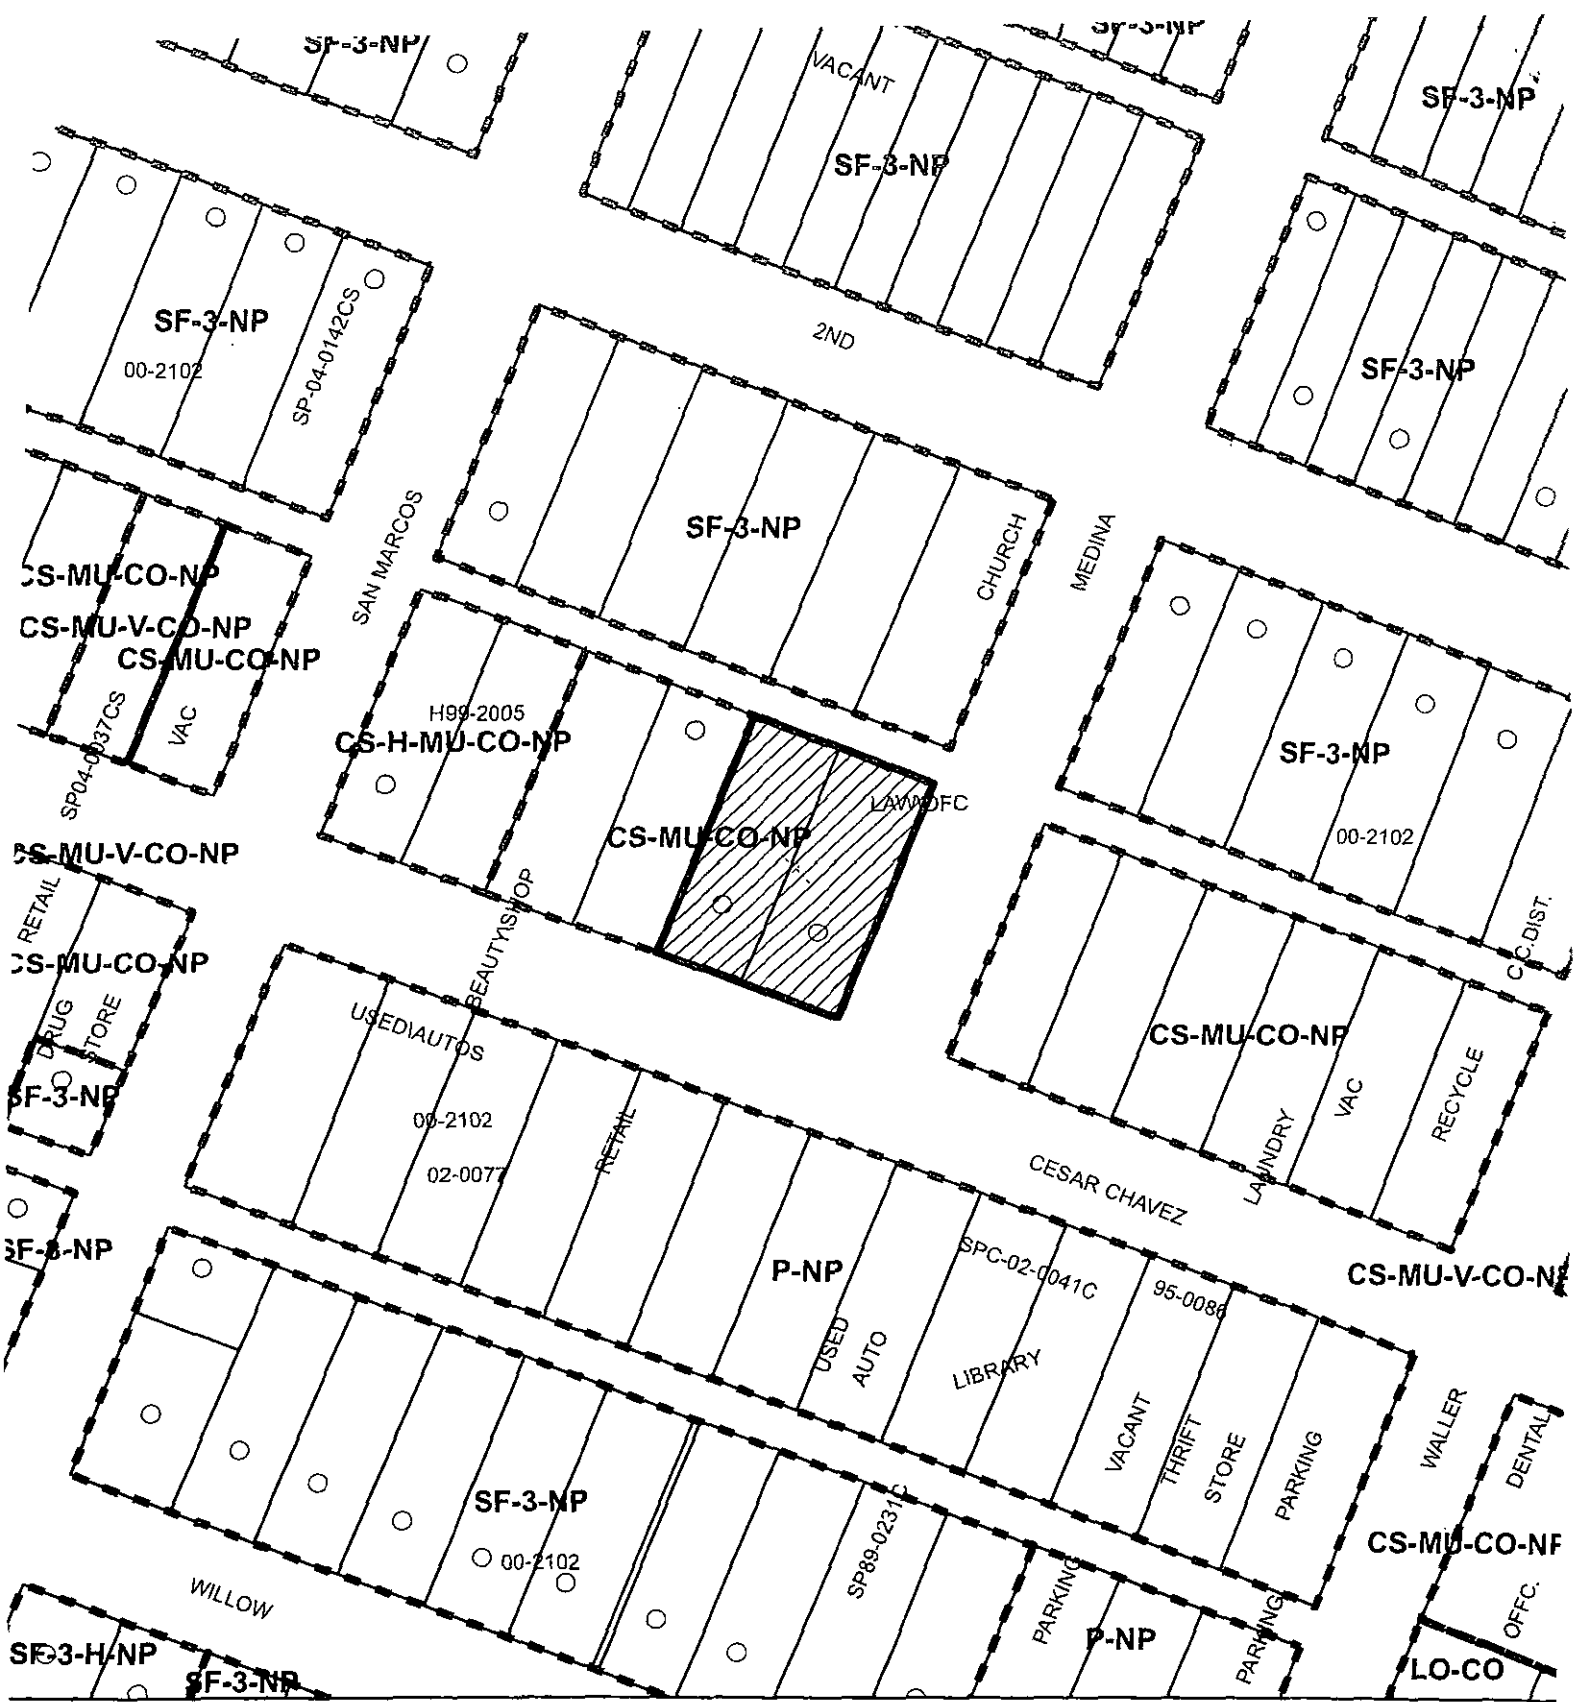 SF-3-NP
SF-3-NP
VACANT
SF-3-NP
SF-3-NP
SF-3-NP
00-2102
SP-04-0142CS
2ND
SF-3-NP
SAN MARCOS
SF-3-NP
CHURCH
MEDINA
CS-MU-CO-NP
CS-MU-V-CO-NP
CS-MU-CO-NP
SP04-0037CS
VAC
H99-2005
CS-H-MU-CO-NP
CS-MU-CO-NP
LAW\OFC
SF-3-NP
00-2102
C.C.DIST.
CS-MU-V-CO-NP
RETAIL
CS-MU-CO-NP
DRUG
STORE
SF-3-NP
BEAUTY\SHOP
USED\AUTOS
00-2102
02-0077
RETAIL
CS-MU-CO-NP
VAC
RECYCLE
LAUNDRY
CESAR CHAVEZ
SF-3-NP
P-NP
SPC-02-0041C
95-0086
CS-MU-V-CO-NP
USED
AUTO
LIBRARY
VACANT
THRIFT
STORE
PARKING
WALLER
DENTAL
SF-3-NP
00-2102
SP89-0231C
CS-MU-CO-NP
WILLOW
PARKING
P-NP
PARKING
OFFC.
SF-3-H-NP
SF-3-NP
LO-CO